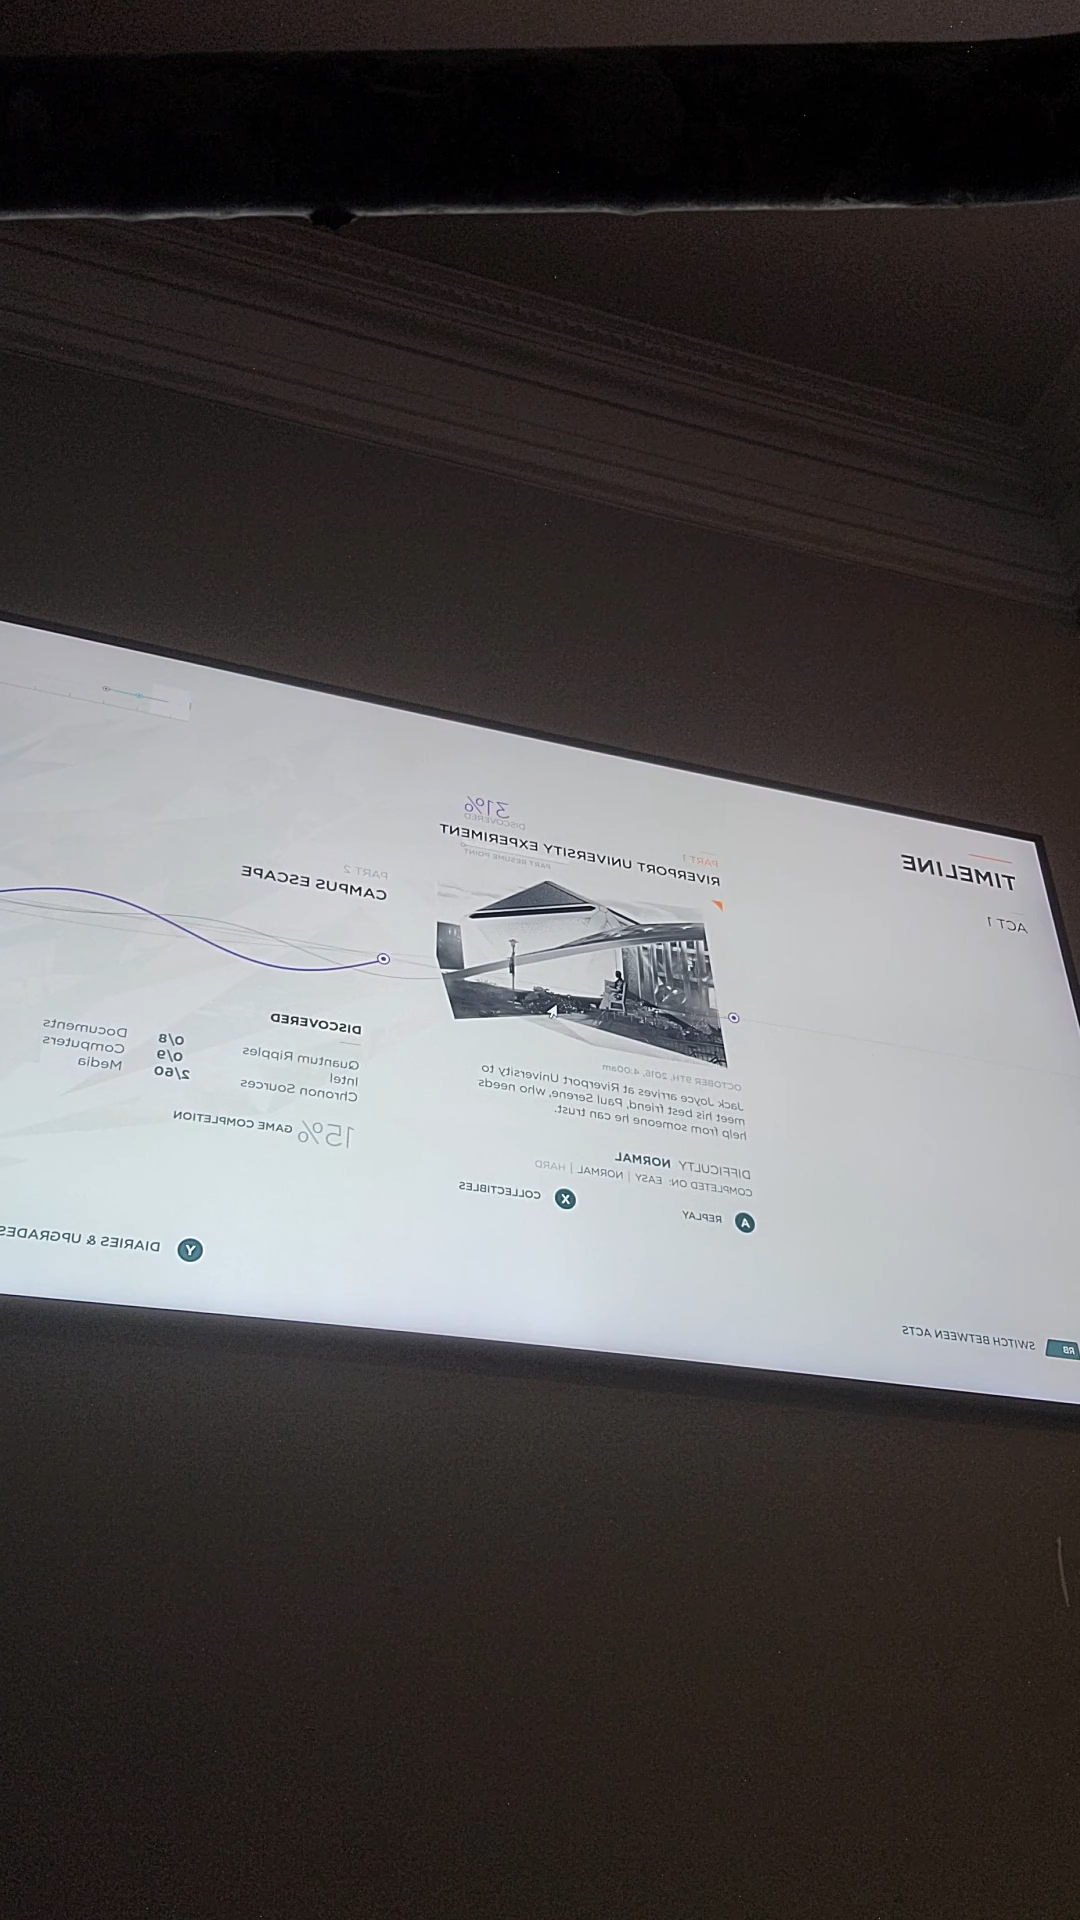 TIMELINE
ACT 1
31%
DISCOVERED
PART 1
RIVERPORT UNIVERSITY EXPERIMENT
PART RESUME POINT
OCTOBER 9TH, 2016, 4:00am
Jack Joyce arrives at Riverport University to
meet his best friend, Paul Serene, who needs
help from someone he can trust.
DIFFICULTY NORMAL
COMPLETED ON: EASY | NORMAL | HARD
A REPLAY
X COLLECTIBLES
PART 2
CAMPUS ESCAPE
DISCOVERED
Quantum Ripples 0/8 Documents
Intel 0/9 Computers
Chronon Sources 2/60 Media
15% GAME COMPLETION
Y DIARIES & UPGRADES
RB SWITCH BETWEEN ACTS